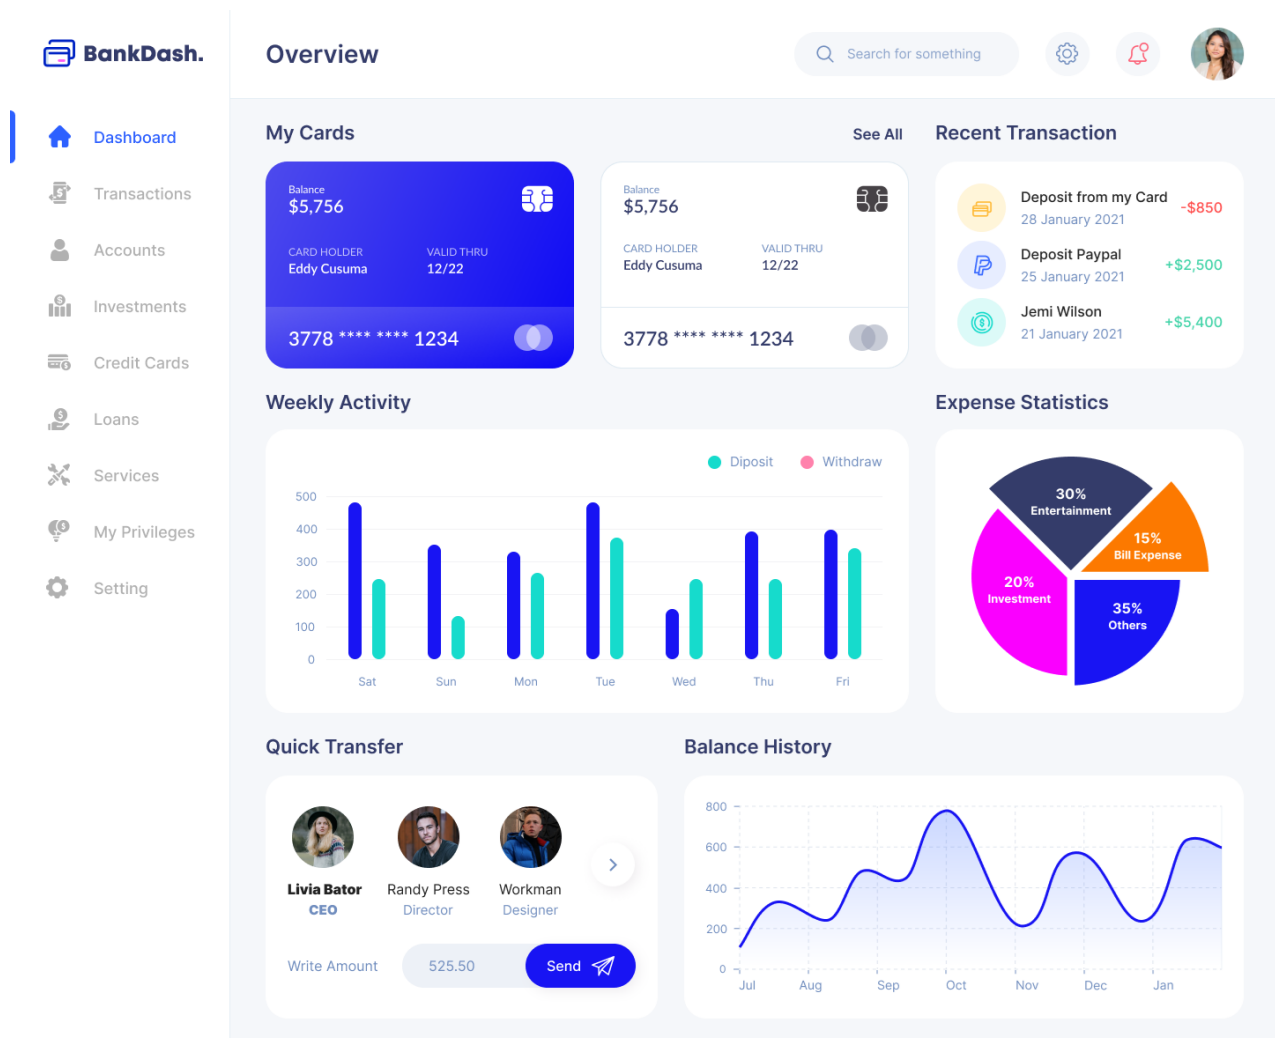 BankDash.
Overview
Search for something
Dashboard
Transactions
Accounts
Investments
Credit Cards
Loans
Services
My Privileges
Setting
My Cards
See All
Balance
$5,756
CARD HOLDER
VALID THRU
Eddy Cusuma
12/22
3778 **** **** 1234
Balance
$5,756
CARD HOLDER
VALID THRU
Eddy Cusuma
12/22
3778 **** **** 1234
Recent Transaction
Deposit from my Card
28 January 2021
-$850
Deposit Paypal
25 January 2021
+$2,500
Jemi Wilson
21 January 2021
+$5,400
Weekly Activity
Diposit
Withdraw
500
400
300
200
100
0
Sat
Sun
Mon
Tue
Wed
Thu
Fri
Expense Statistics
30%
Entertainment
15%
Bill Expense
20%
Investment
35%
Others
Quick Transfer
Livia Bator
CEO
Randy Press
Director
Workman
Designer
Write Amount
525.50
Send
Balance History
800
600
400
200
0
Jul
Aug
Sep
Oct
Nov
Dec
Jan